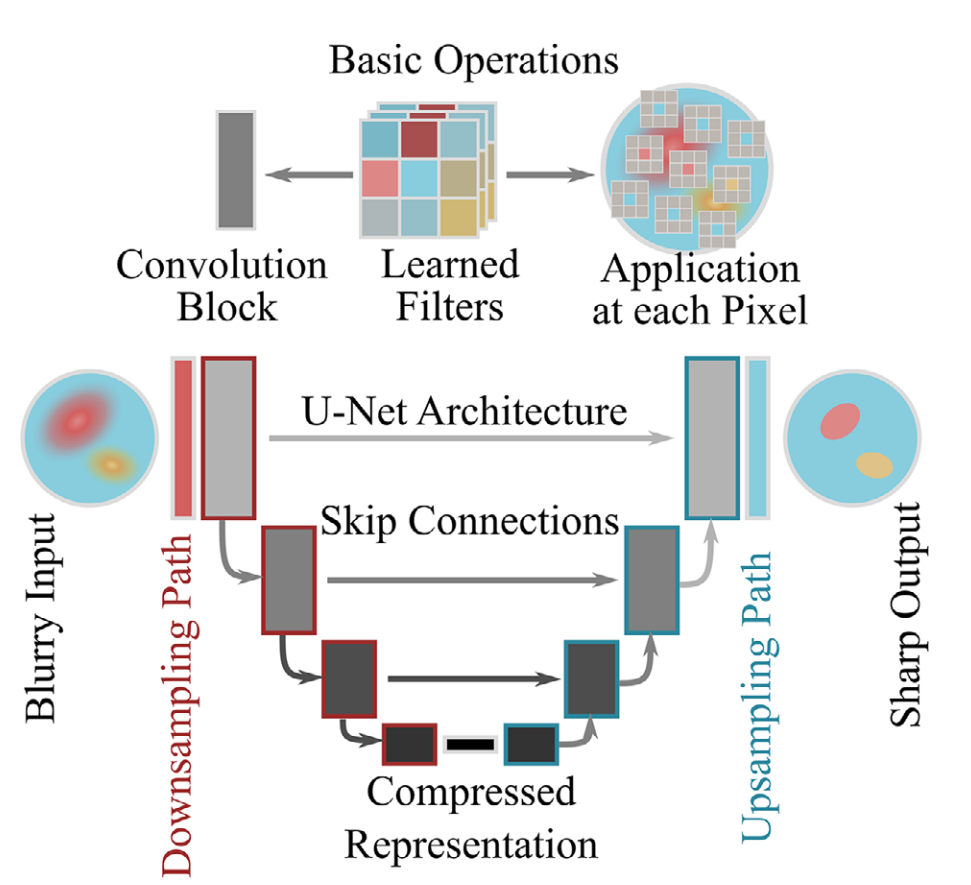 Basic Operations
Convolution
Block
Learned
Filters
Application
at each Pixel
U-Net Architecture
Skip Connections
Blurry Input
Downsampling Path
Upsampling Path
Sharp Output
Compressed
Representation